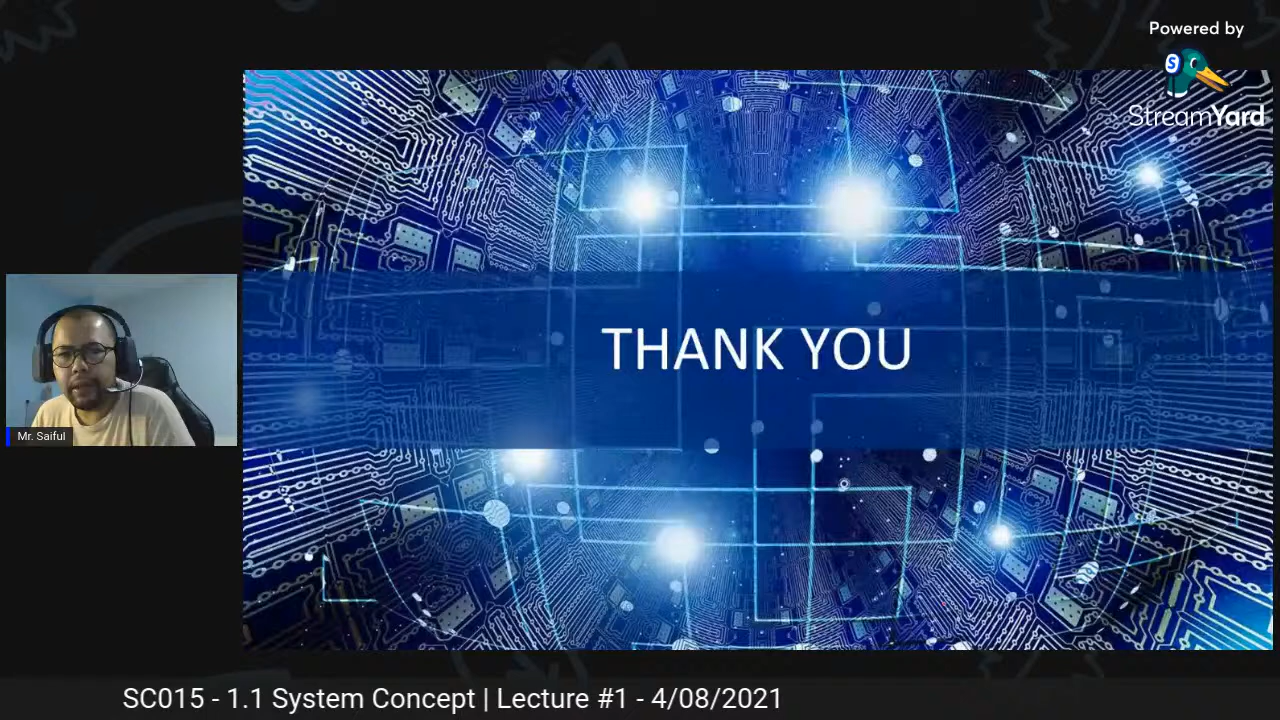 Powered by
StreamYard
THANK YOU
Mr. Saiful
SC015 - 1.1 System Concept | Lecture #1 - 4/08/2021